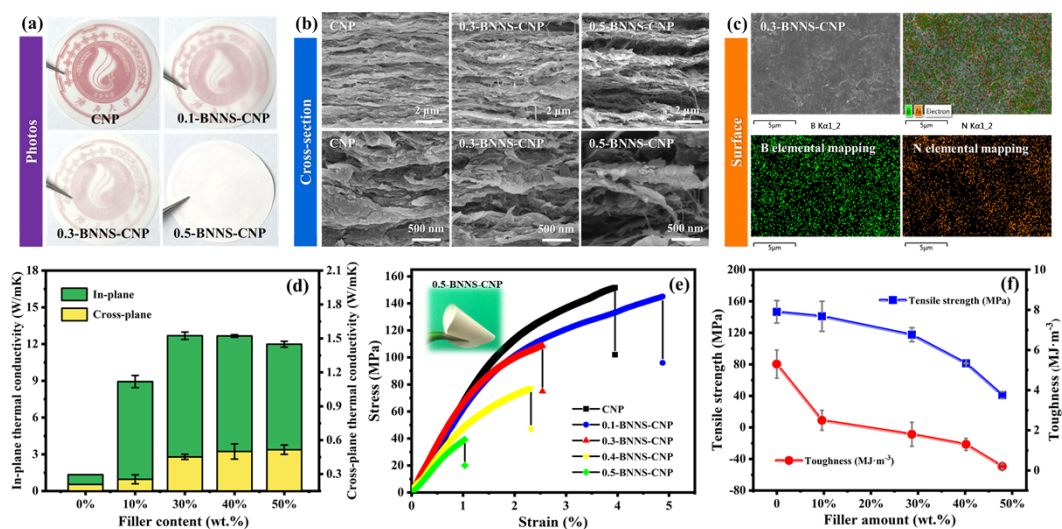 (a)
Photos
CNP
0.1-BNNS-CNP
0.3-BNNS-CNP
0.5-BNNS-CNP
(b)
Cross-section
CNP
0.3-BNNS-CNP
0.5-BNNS-CNP
2 μm
2 μm
2 μm
CNP
0.3-BNNS-CNP
0.5-BNNS-CNP
500 nm
500 nm
500 nm
(c)
Surface
0.3-BNNS-CNP
B N Electron
5μm
5μm
B Kα1_2
N Kα1_2
B elemental mapping
N elemental mapping
5μm
5μm
(d)
In-plane thermal conductivity (W/mK)
18
15
12
9
6
3
0
In-plane
Cross-plane
2.1
1.8
1.5
1.2
0.9
0.6
0.3
Cross-plane thermal conductivity (W/mK)
0%
10%
30%
40%
50%
Filler content (wt.%)
(e)
Stress (MPa)
160
140
120
100
80
60
40
20
0
0.5-BNNS-CNP
CNP
0.1-BNNS-CNP
0.3-BNNS-CNP
0.4-BNNS-CNP
0.5-BNNS-CNP
0
1
2
3
4
5
Strain (%)
(f)
Tensile strength (MPa)
200
160
120
80
40
0
-40
-80
Tensile strength (MPa)
Toughness (MJ·m⁻³)
10
8
6
4
2
0
Toughness (MJ·m⁻³)
0
10%
20%
30%
40%
50%
Filler amount (wt.%)